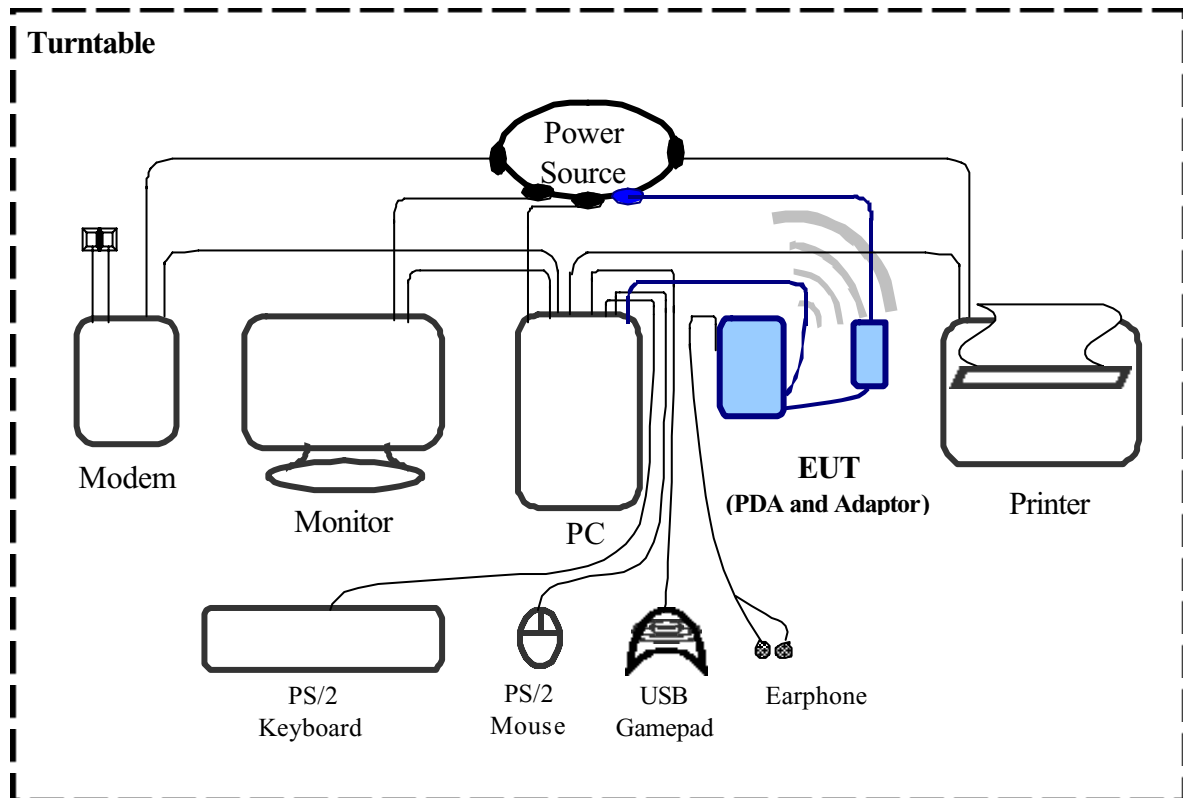 Turntable
Power
Source
Modem
Monitor
PC
EUT
(PDA and Adaptor)
Printer
PS/2
Keyboard
PS/2
Mouse
USB
Gamepad
Earphone